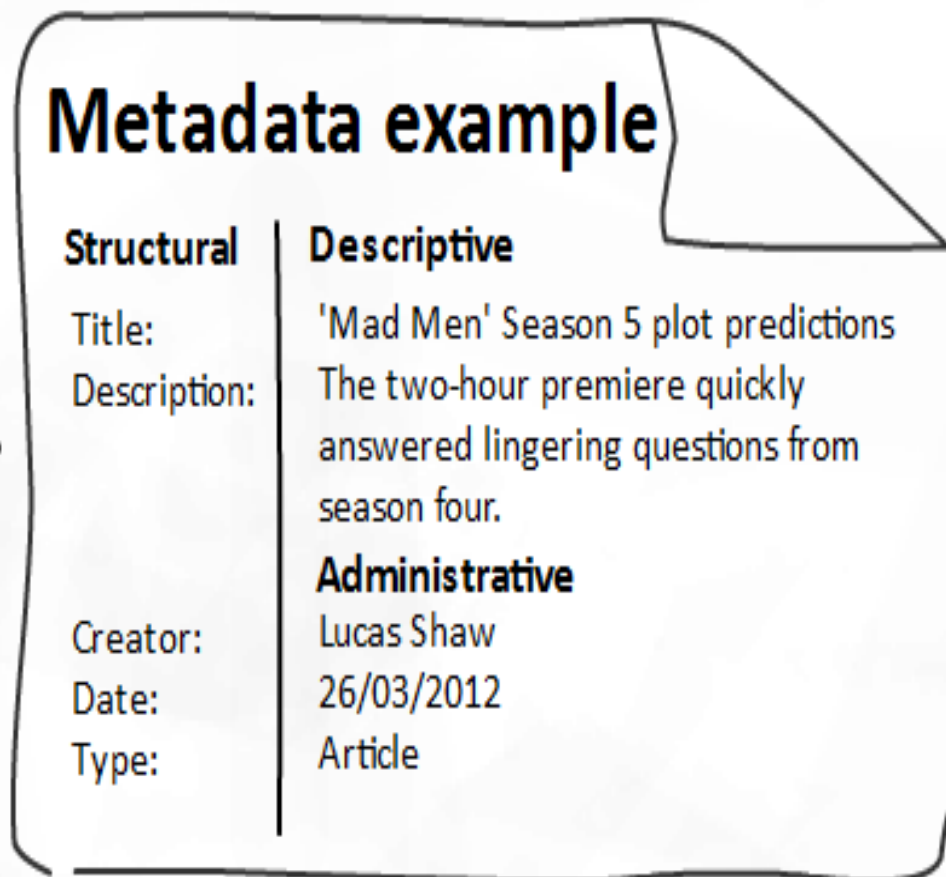 Metadata example
Structural Descriptive
Title: 'Mad Men' Season 5 plot predictions
Description: The two-hour premiere quickly
answered lingering questions from
season four.
Administrative
Creator: Lucas Shaw
Date: 26/03/2012
Type: Article